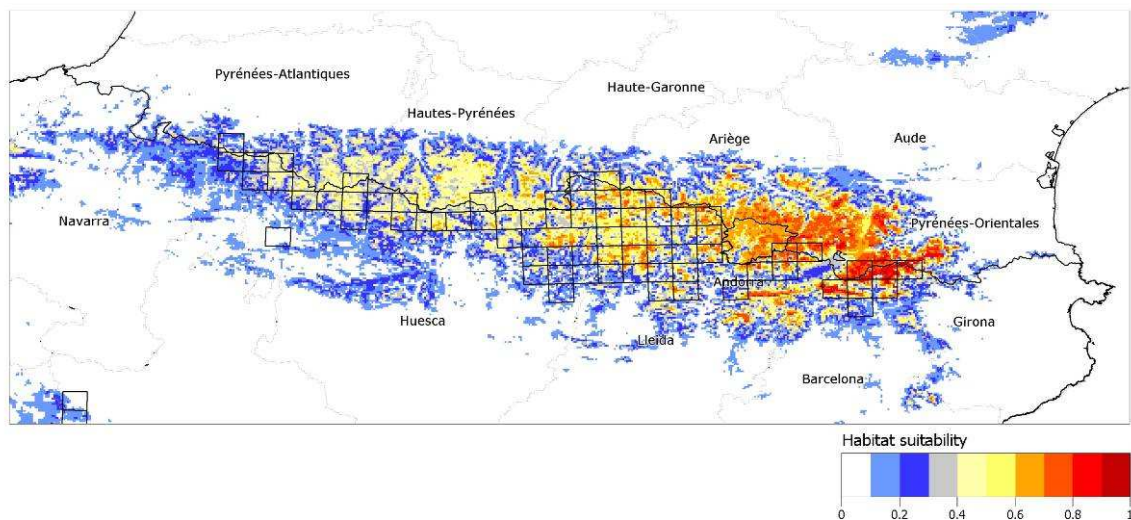 Pyrénées-Atlantiques
Haute-Garonne
Hautes-Pyrénées
Ariège
Aude
Navarra
Pyrénées-Orientales
Andorra
Huesca
Girona
Lleida
Barcelona
Habitat suitability
0 0.2 0.4 0.6 0.8 1